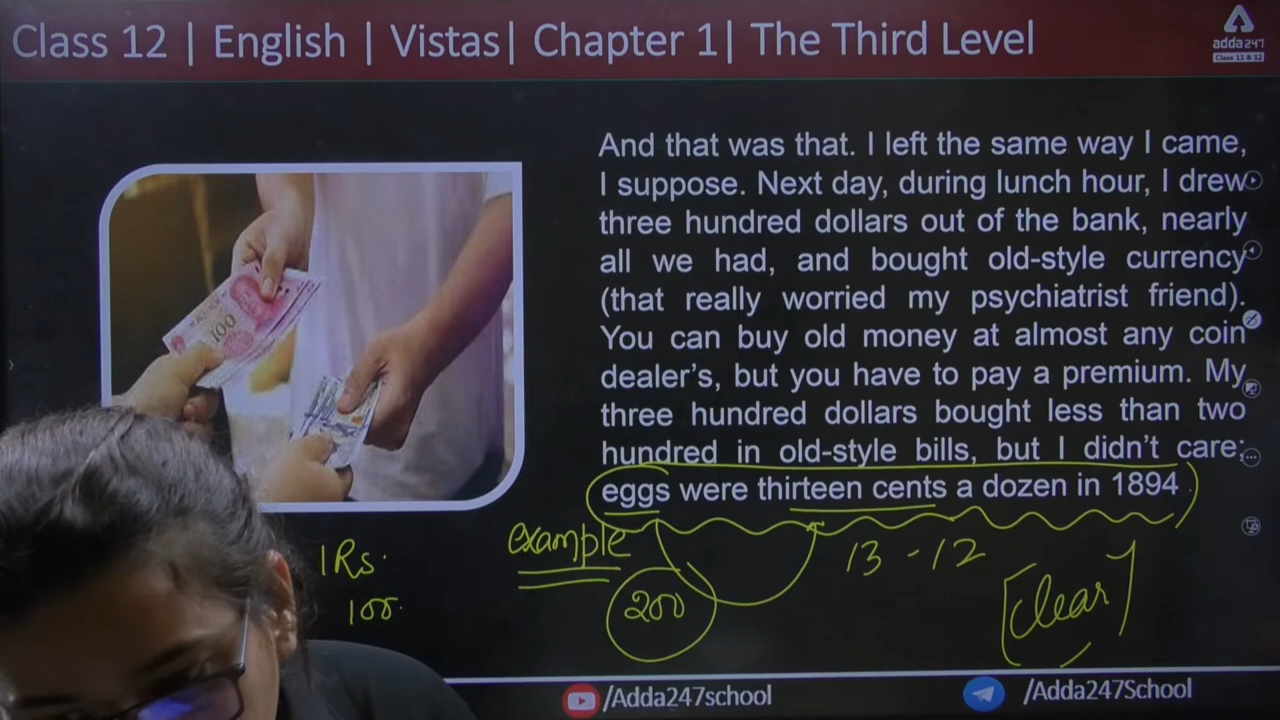 Class 12 | English | Vistas| Chapter 1| The Third Level
adda247
Class 11 & 12
And that was that. I left the same way I came,
I suppose. Next day, during lunch hour, I drew
three hundred dollars out of the bank, nearly
all we had, and bought old-style currency
(that really worried my psychiatrist friend).
You can buy old money at almost any coin
dealer's, but you have to pay a premium. My
three hundred dollars bought less than two
hundred in old-style bills, but I didn't care;
eggs were thirteen cents a dozen in 1894
100
example
1Rs.
100.
200
13 - 12
[Clear]
/Adda247school
/Adda247School